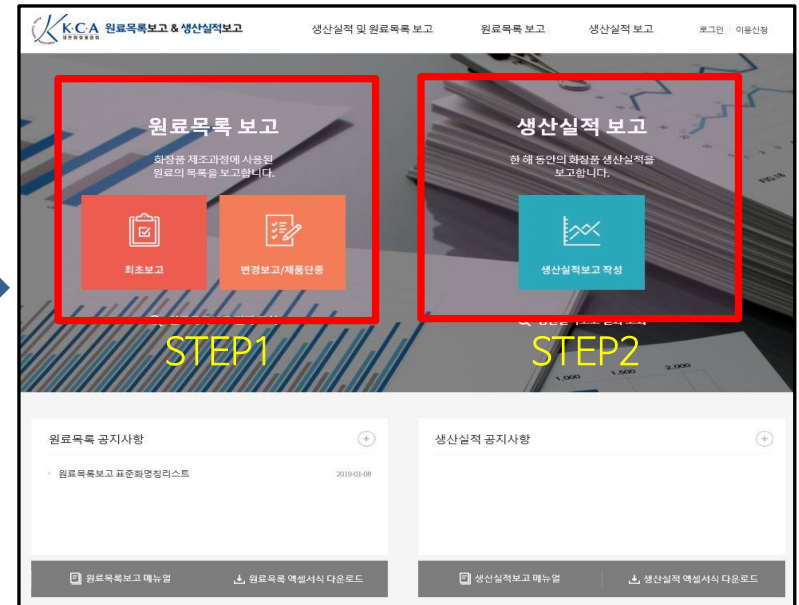 K·C·A 원료목록보고 & 생산실적보고
대한화장품협회
생산실적 및 원료목록 보고 원료목록 보고 생산실적 보고 로그인 이용신청
원료목록 보고
화장품 제조과정에 사용된
원료의 목록을 보고합니다.
최초보고
변경보고/제품단종
STEP1
생산실적 보고
한 해 동안의 화장품 생산실적을
보고합니다.
생산실적보고 작성
STEP2
1,000 1,500 2,000
원료목록 공지사항
원료목록보고 표준화명칭리스트 2019-01-08
원료목록보고 메뉴얼 원료목록 엑셀서식 다운로드
생산실적 공지사항
생산실적보고 메뉴얼 생산실적 엑셀서식 다운로드